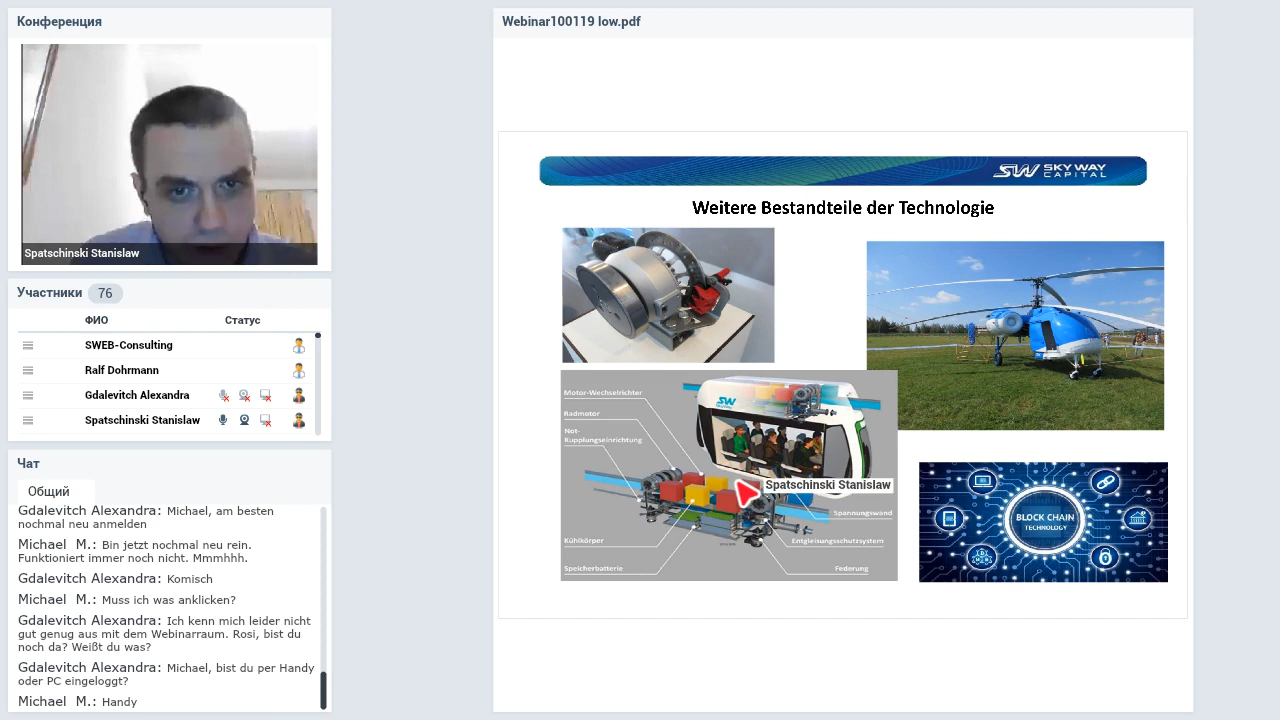 Конференция
Spatschinski Stanislaw
Участники 76
ФИО Статус
SWEB-Consulting
Ralf Dohrmann
Gdalevitch Alexandra
Spatschinski Stanislaw
Чат
Общий
Gdalevitch Alexandra: Michael, am besten
nochmal neu anmelden
Michael M.: Bin jetzt nochmal neu rein.
Funktioniert immer noch nicht. Mmmhhh.
Gdalevitch Alexandra: Komisch
Michael M.: Muss ich was anklicken?
Gdalevitch Alexandra: Ich kenn mich leider nicht
gut genug aus mit dem Webinarraum. Rosi, bist du
noch da? Weißt du was?
Gdalevitch Alexandra: Michael, bist du per Handy
oder PC eingeloggt?
Michael M.: Handy
Webinar100119 low.pdf
SW SKY WAY
CAPITAL
Weitere Bestandteile der Technologie
Motor-Wechselrichter
Radmotor
Not-
Kupplungseinrichtung
SW
Spatschinski Stanislaw
Spannungswand
Kühlkörper
Entgleisungsschutzsystem
Speicherbatterie
Federung
BLOCK CHAIN
TECHNOLOGY